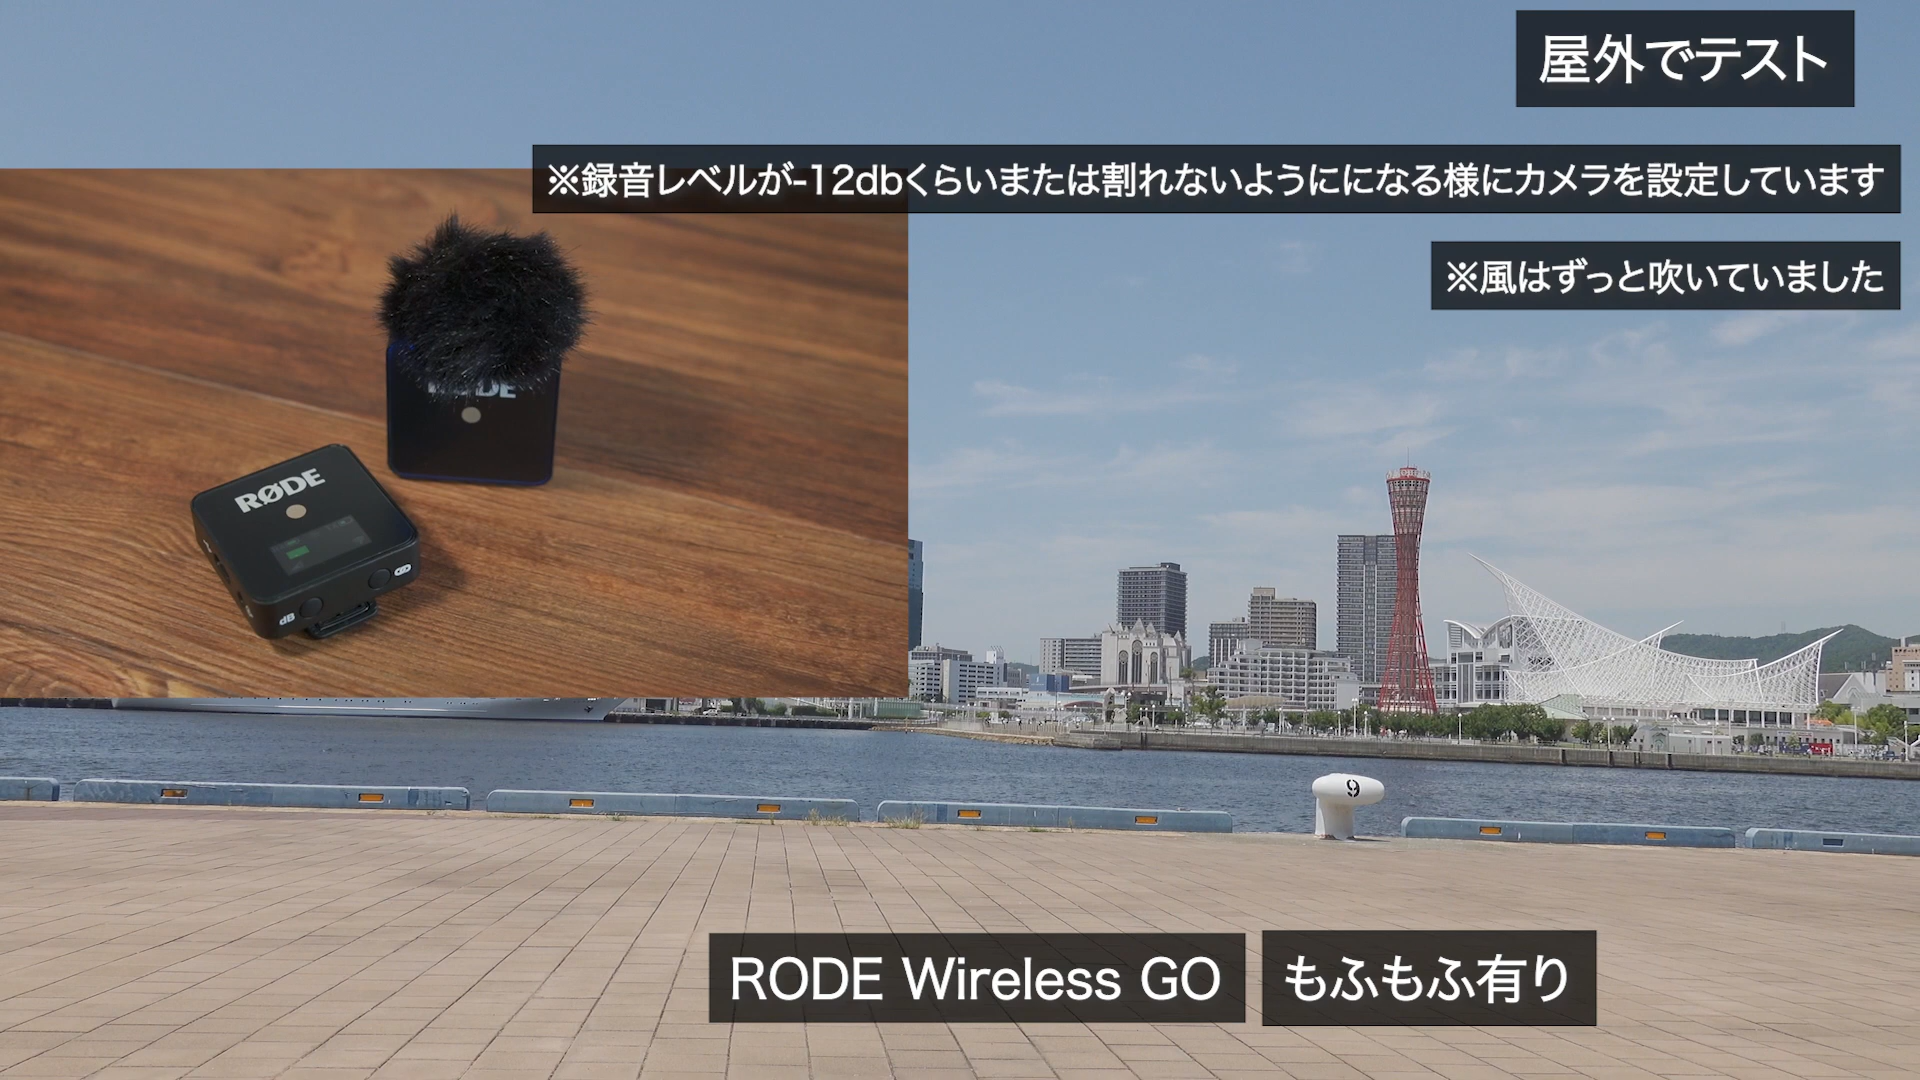 屋外でテスト
※録音レベルが-12dbくらいまたは割れないようにになる様にカメラを設定しています
※風はずっと吹いていました
RØDE
RØDE
dB
9
RODE Wireless GO
もふもふ有り